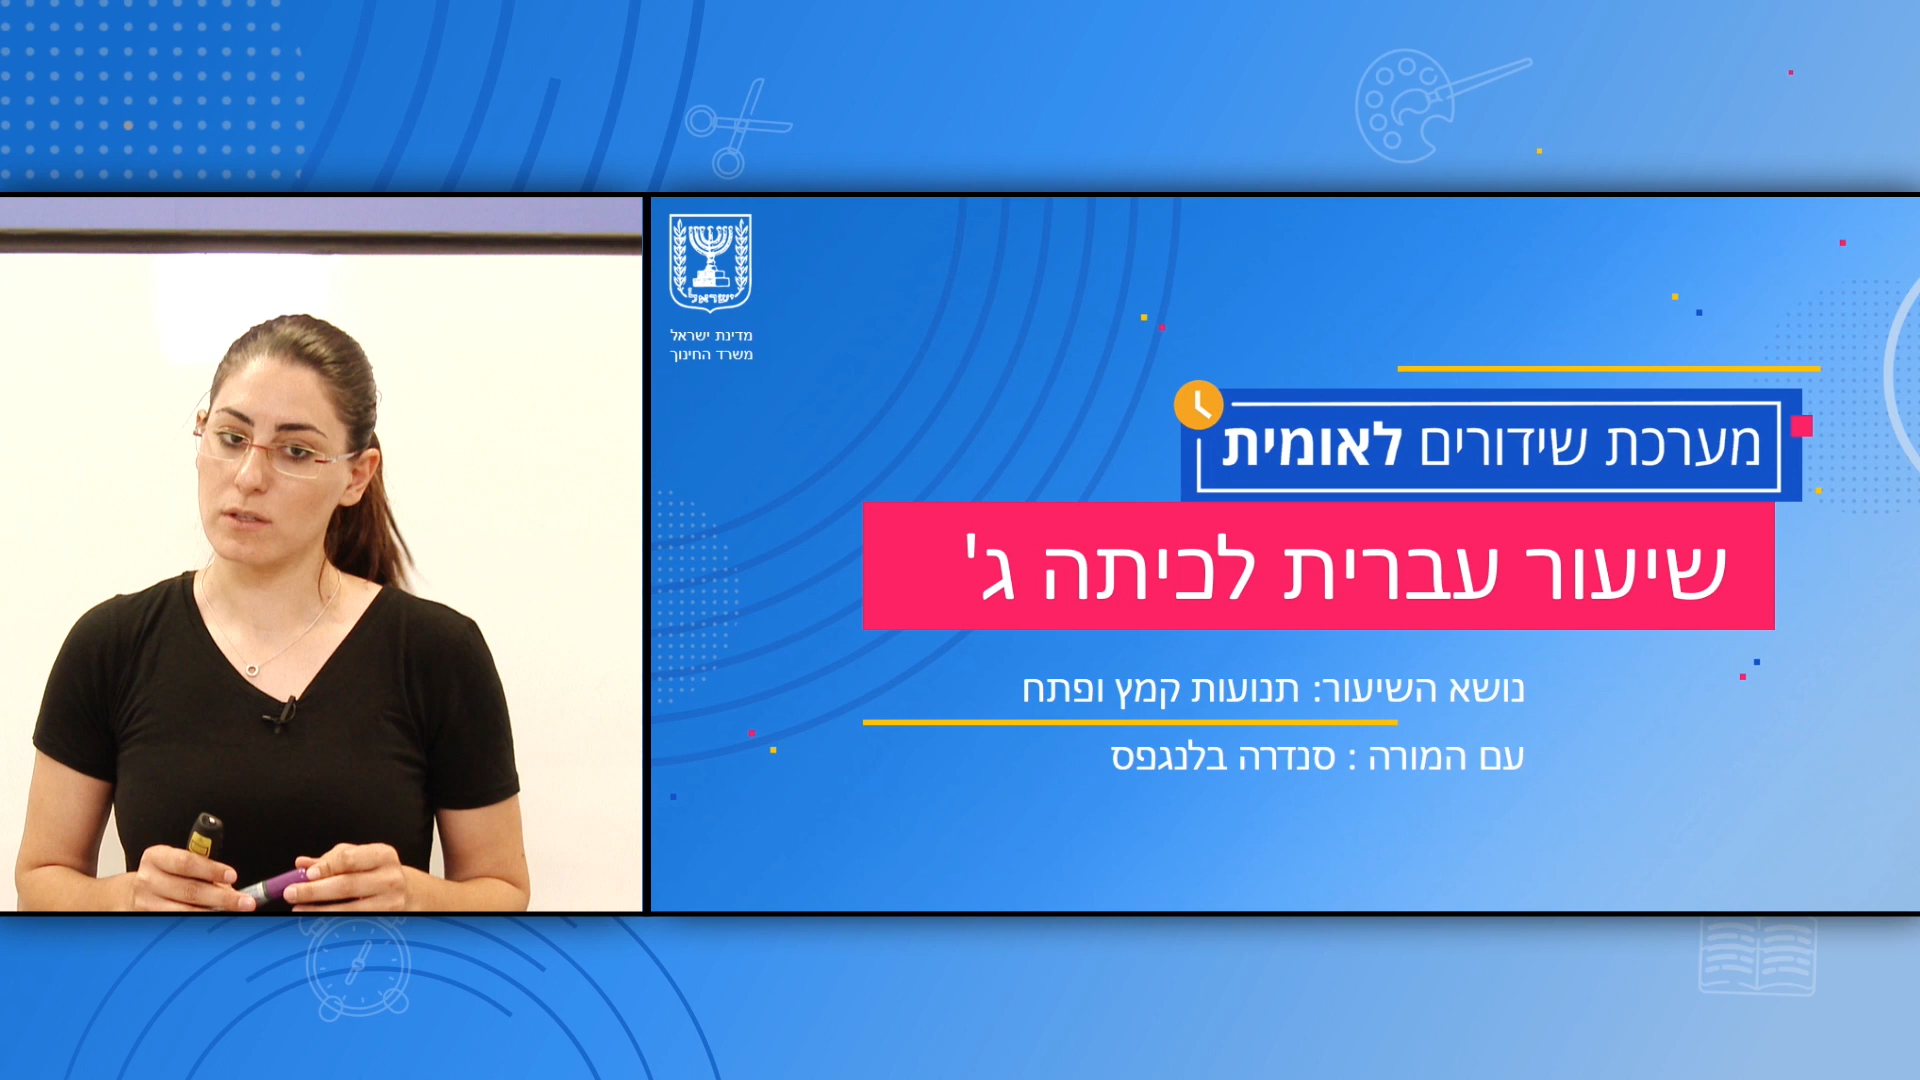 ישראל
מדינת ישראל
משרד החינוך
מערכת שידורים לאומית
שיעור עברית לכיתה ג'
נושא השיעור: תנועות קמץ ופתח
עם המורה : סנדרה בלנגפס